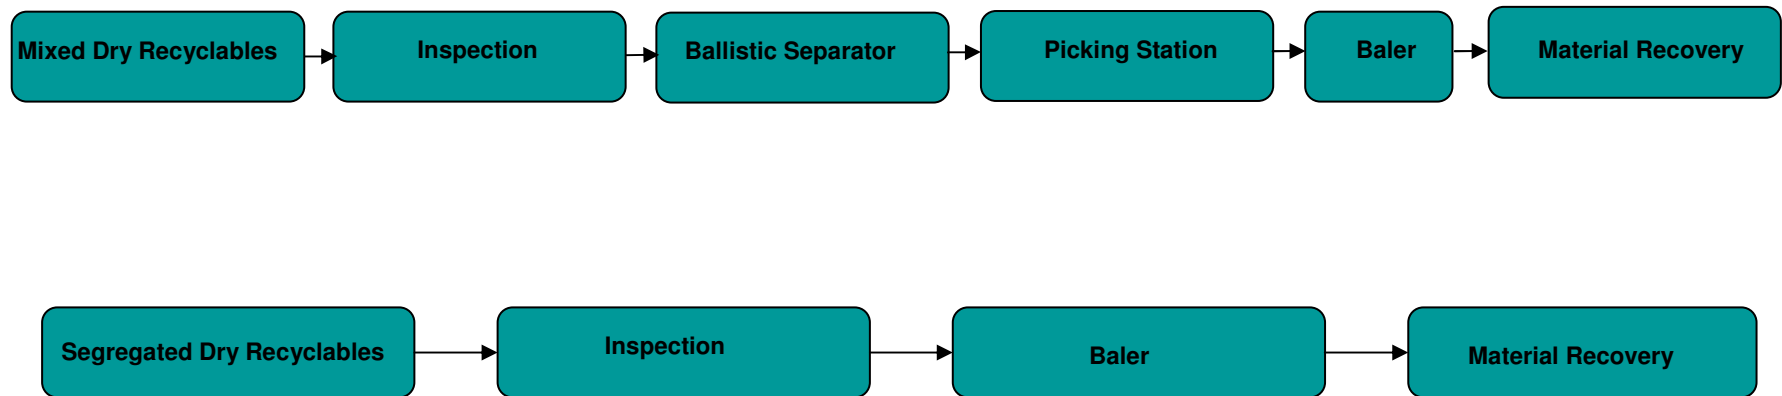 Mixed Dry Recyclables
Inspection
Ballistic Separator
Picking Station
Baler
Material Recovery
Segregated Dry Recyclables
Inspection
Baler
Material Recovery